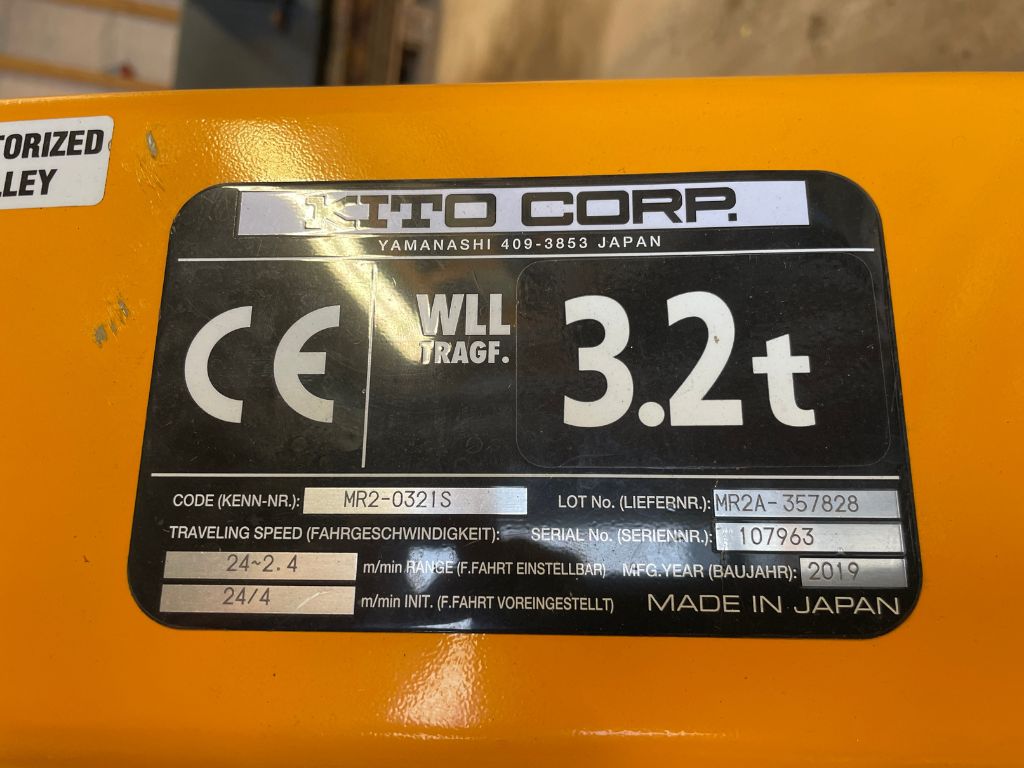 TORIZED
LLEY
KITO CORP.
YAMANASHI 409-3853 JAPAN
CE
WLL
TRAGF.
3.2t
CODE (KENN-NR.): MR2-0321S
LOT No. (LIEFERNR.): MR2A-357828
TRAVELING SPEED (FAHRGESCHWINDIGKEIT):
SERIAL No. (SERIENNR.): 107963
24~2.4 m/min RANGE (F.FAHRT EINSTELLBAR)
MFG.YEAR (BAUJAHR): 2019
24/4 m/min INIT. (F.FAHRT VOREINGESTELLT)
MADE IN JAPAN